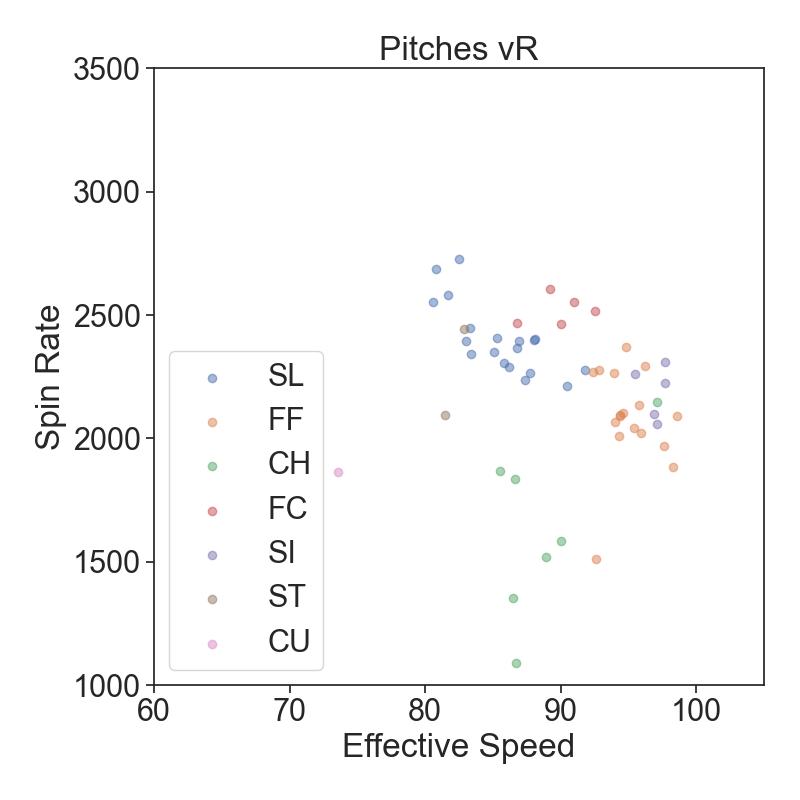 Pitches vR
3500
3000
2500
2000
1500
1000
Spin Rate
SL
FF
CH
FC
SI
ST
CU
60 70 80 90 100
Effective Speed